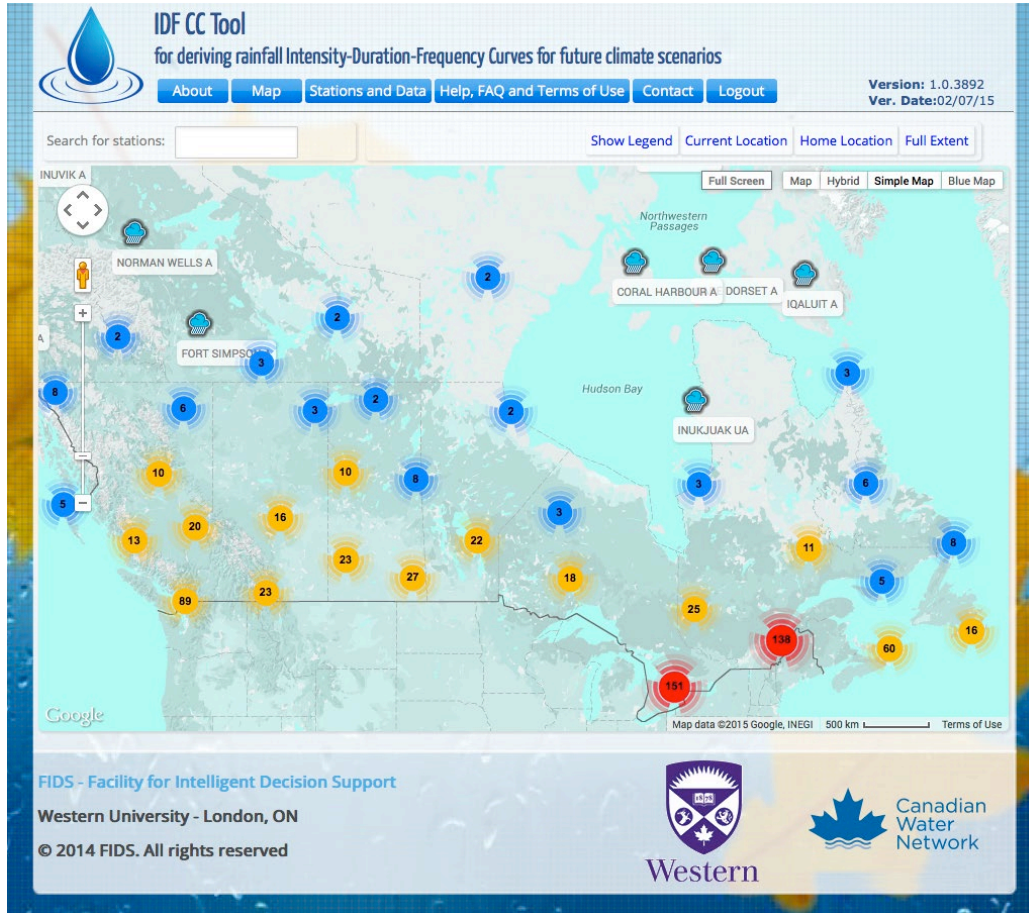 IDF CC Tool
for deriving rainfall Intensity-Duration-Frequency Curves for future climate scenarios
About Map Stations and Data Help, FAQ and Terms of Use Contact Logout
Version: 1.0.3892
Ver. Date:02/07/15
Search for stations:
Show Legend Current Location Home Location Full Extent
INUVIK A
Full Screen Map Hybrid Simple Map Blue Map
Northwestern
Passages
NORMAN WELLS A
2
CORAL HARBOUR A
DORSET A
IQALUIT A
2
2
FORT SIMPSO
3
3
8
6
3
2
2
Hudson Bay
INUKJUAK UA
10
10
8
3
6
5
3
20
16
13
22
11
8
23
27
18
5
89
23
25
16
138
60
151
Google
Map data ©2015 Google, INEGI 500 km Terms of Use
FIDS - Facility for Intelligent Decision Support
Western University - London, ON
© 2014 FIDS. All rights reserved
Western
Canadian
Water
Network